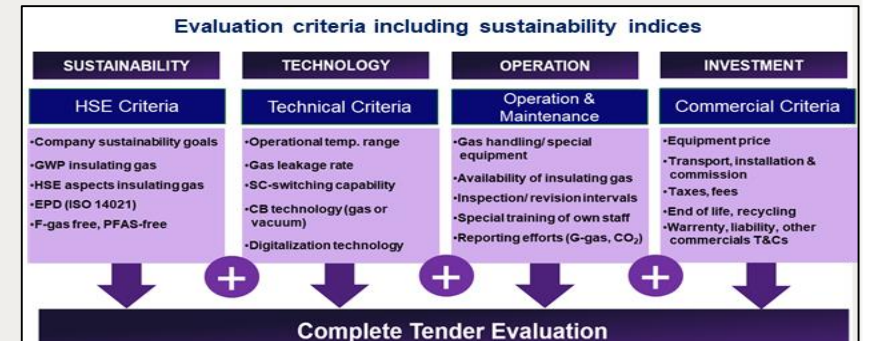 Evaluation criteria including sustainability indices
SUSTAINABILITY
HSE Criteria
•Company sustainability goals
•GWP insulating gas
•HSE aspects insulating gas
•EPD (ISO 14021)
•F-gas free, PFAS-free
TECHNOLOGY
Technical Criteria
•Operational temp. range
•Gas leakage rate
•SC-switching capability
•CB technology (gas or
vacuum)
•Digitalization technology
OPERATION
Operation &
Maintenance
•Gas handling/ special
equipment
•Availability of insulating gas
•Inspection/ revision intervals
•Special training of own staff
•Reporting efforts (G-gas, CO₂)
INVESTMENT
Commercial Criteria
•Equipment price
•Transport, installation &
commission
•Taxes, fees
•End of life, recycling
•Warrenty, liability, other
commercials T&Cs
+
+
+
Complete Tender Evaluation